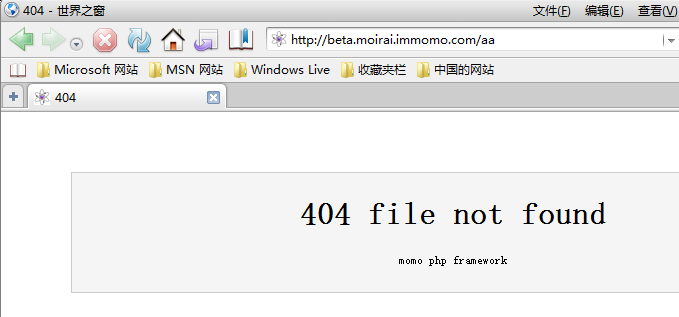 404 - 世界之窗 文件(F) 编辑(E) 查看(V)
http://beta.moirai.immomo.com/aa
Microsoft 网站 MSN 网站 Windows Live 收藏夹栏 中国的网站
404
404 file not found
momo php framework